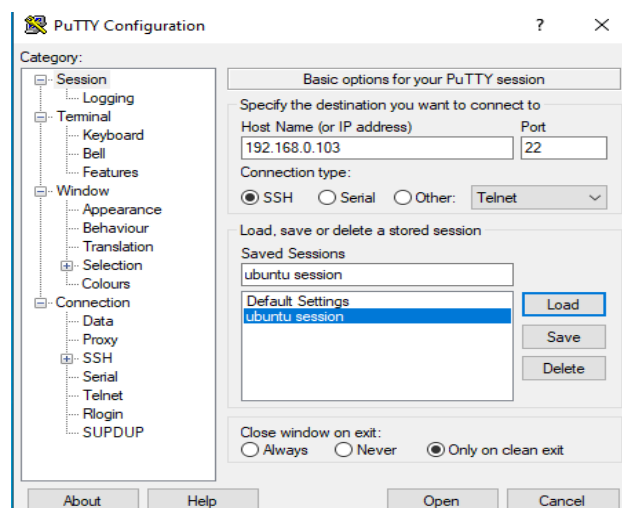 PuTTY Configuration ? ×
Category:
Session
Logging
Terminal
Keyboard
Bell
Features
Window
Appearance
Behaviour
Translation
Selection
Colours
Connection
Data
Proxy
SSH
Serial
Telnet
Rlogin
SUPDUP
Basic options for your PuTTY session
Specify the destination you want to connect to
Host Name (or IP address) Port
192.168.0.103 22
Connection type:
SSH Serial Other: Telnet
Load, save or delete a stored session
Saved Sessions
ubuntu session
Default Settings
ubuntu session
Load
Save
Delete
Close window on exit:
Always Never Only on clean exit
About Help Open Cancel